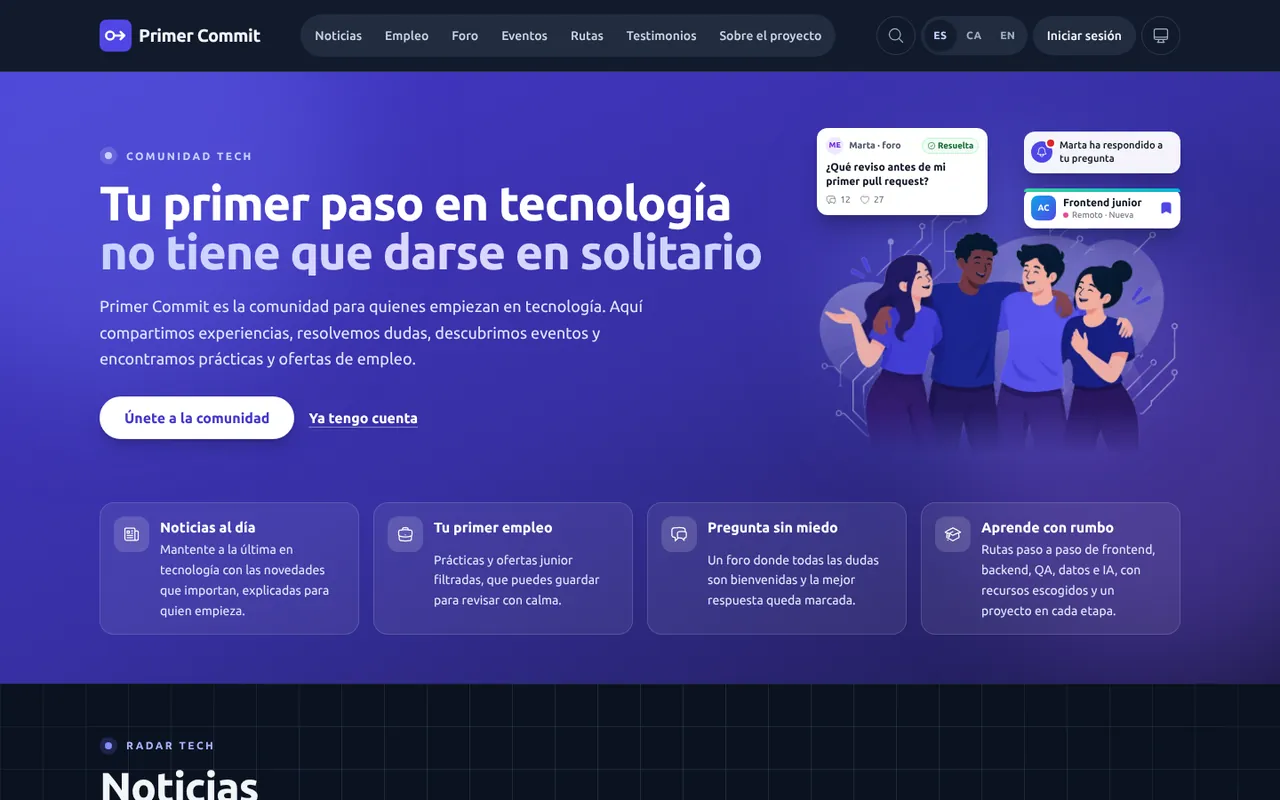 Primer Commit
Noticias
Empleo
Foro
Eventos
Rutas
Testimonios
Sobre el proyecto
ES
CA
EN
Iniciar sesión
COMUNIDAD TECH
Tu primer paso en tecnología
no tiene que darse en solitario
Primer Commit es la comunidad para quienes empiezan en tecnología. Aquí
compartimos experiencias, resolvemos dudas, descubrimos eventos y
encontramos prácticas y ofertas de empleo.
Únete a la comunidad
Ya tengo cuenta
ME
Marta · foro
Resuelta
¿Qué reviso antes de mi
primer pull request?
12
27
Marta ha respondido a
tu pregunta
AC
Frontend junior
Remoto · Nueva
Noticias al día
Mantente a la última en
tecnología con las novedades
que importan, explicadas para
quien empieza.
Tu primer empleo
Prácticas y ofertas junior
filtradas, que puedes guardar
para revisar con calma.
Pregunta sin miedo
Un foro donde todas las dudas
son bienvenidas y la mejor
respuesta queda marcada.
Aprende con rumbo
Rutas paso a paso de frontend,
backend, QA, datos e IA, con
recursos escogidos y un
proyecto en cada etapa.
RADAR TECH
Noticias